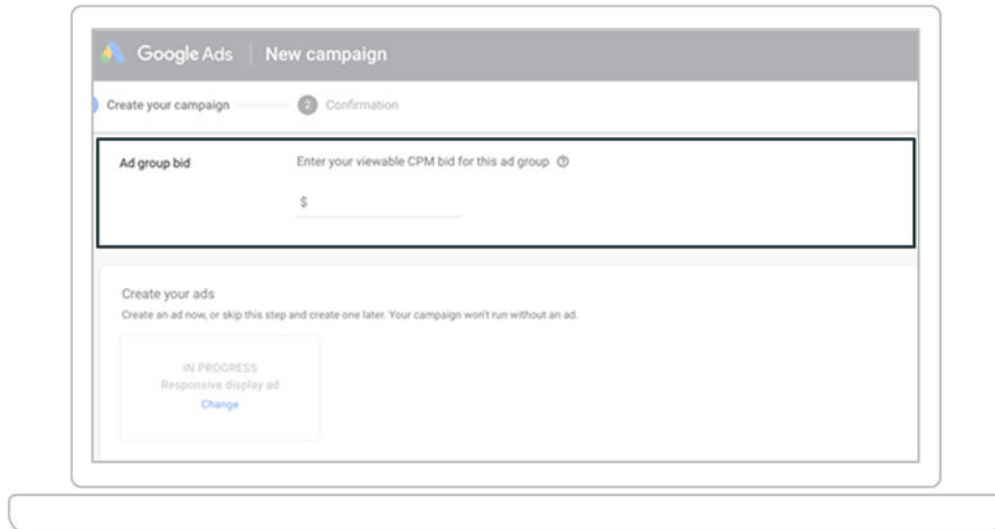 Google Ads New campaign
Create your campaign 2 Confirmation
Ad group bid Enter your viewable CPM bid for this ad group ?
$
Create your ads
Create an ad now, or skip this step and create one later. Your campaign won't run without an ad.
IN PROGRESS
Responsive display ad
Change